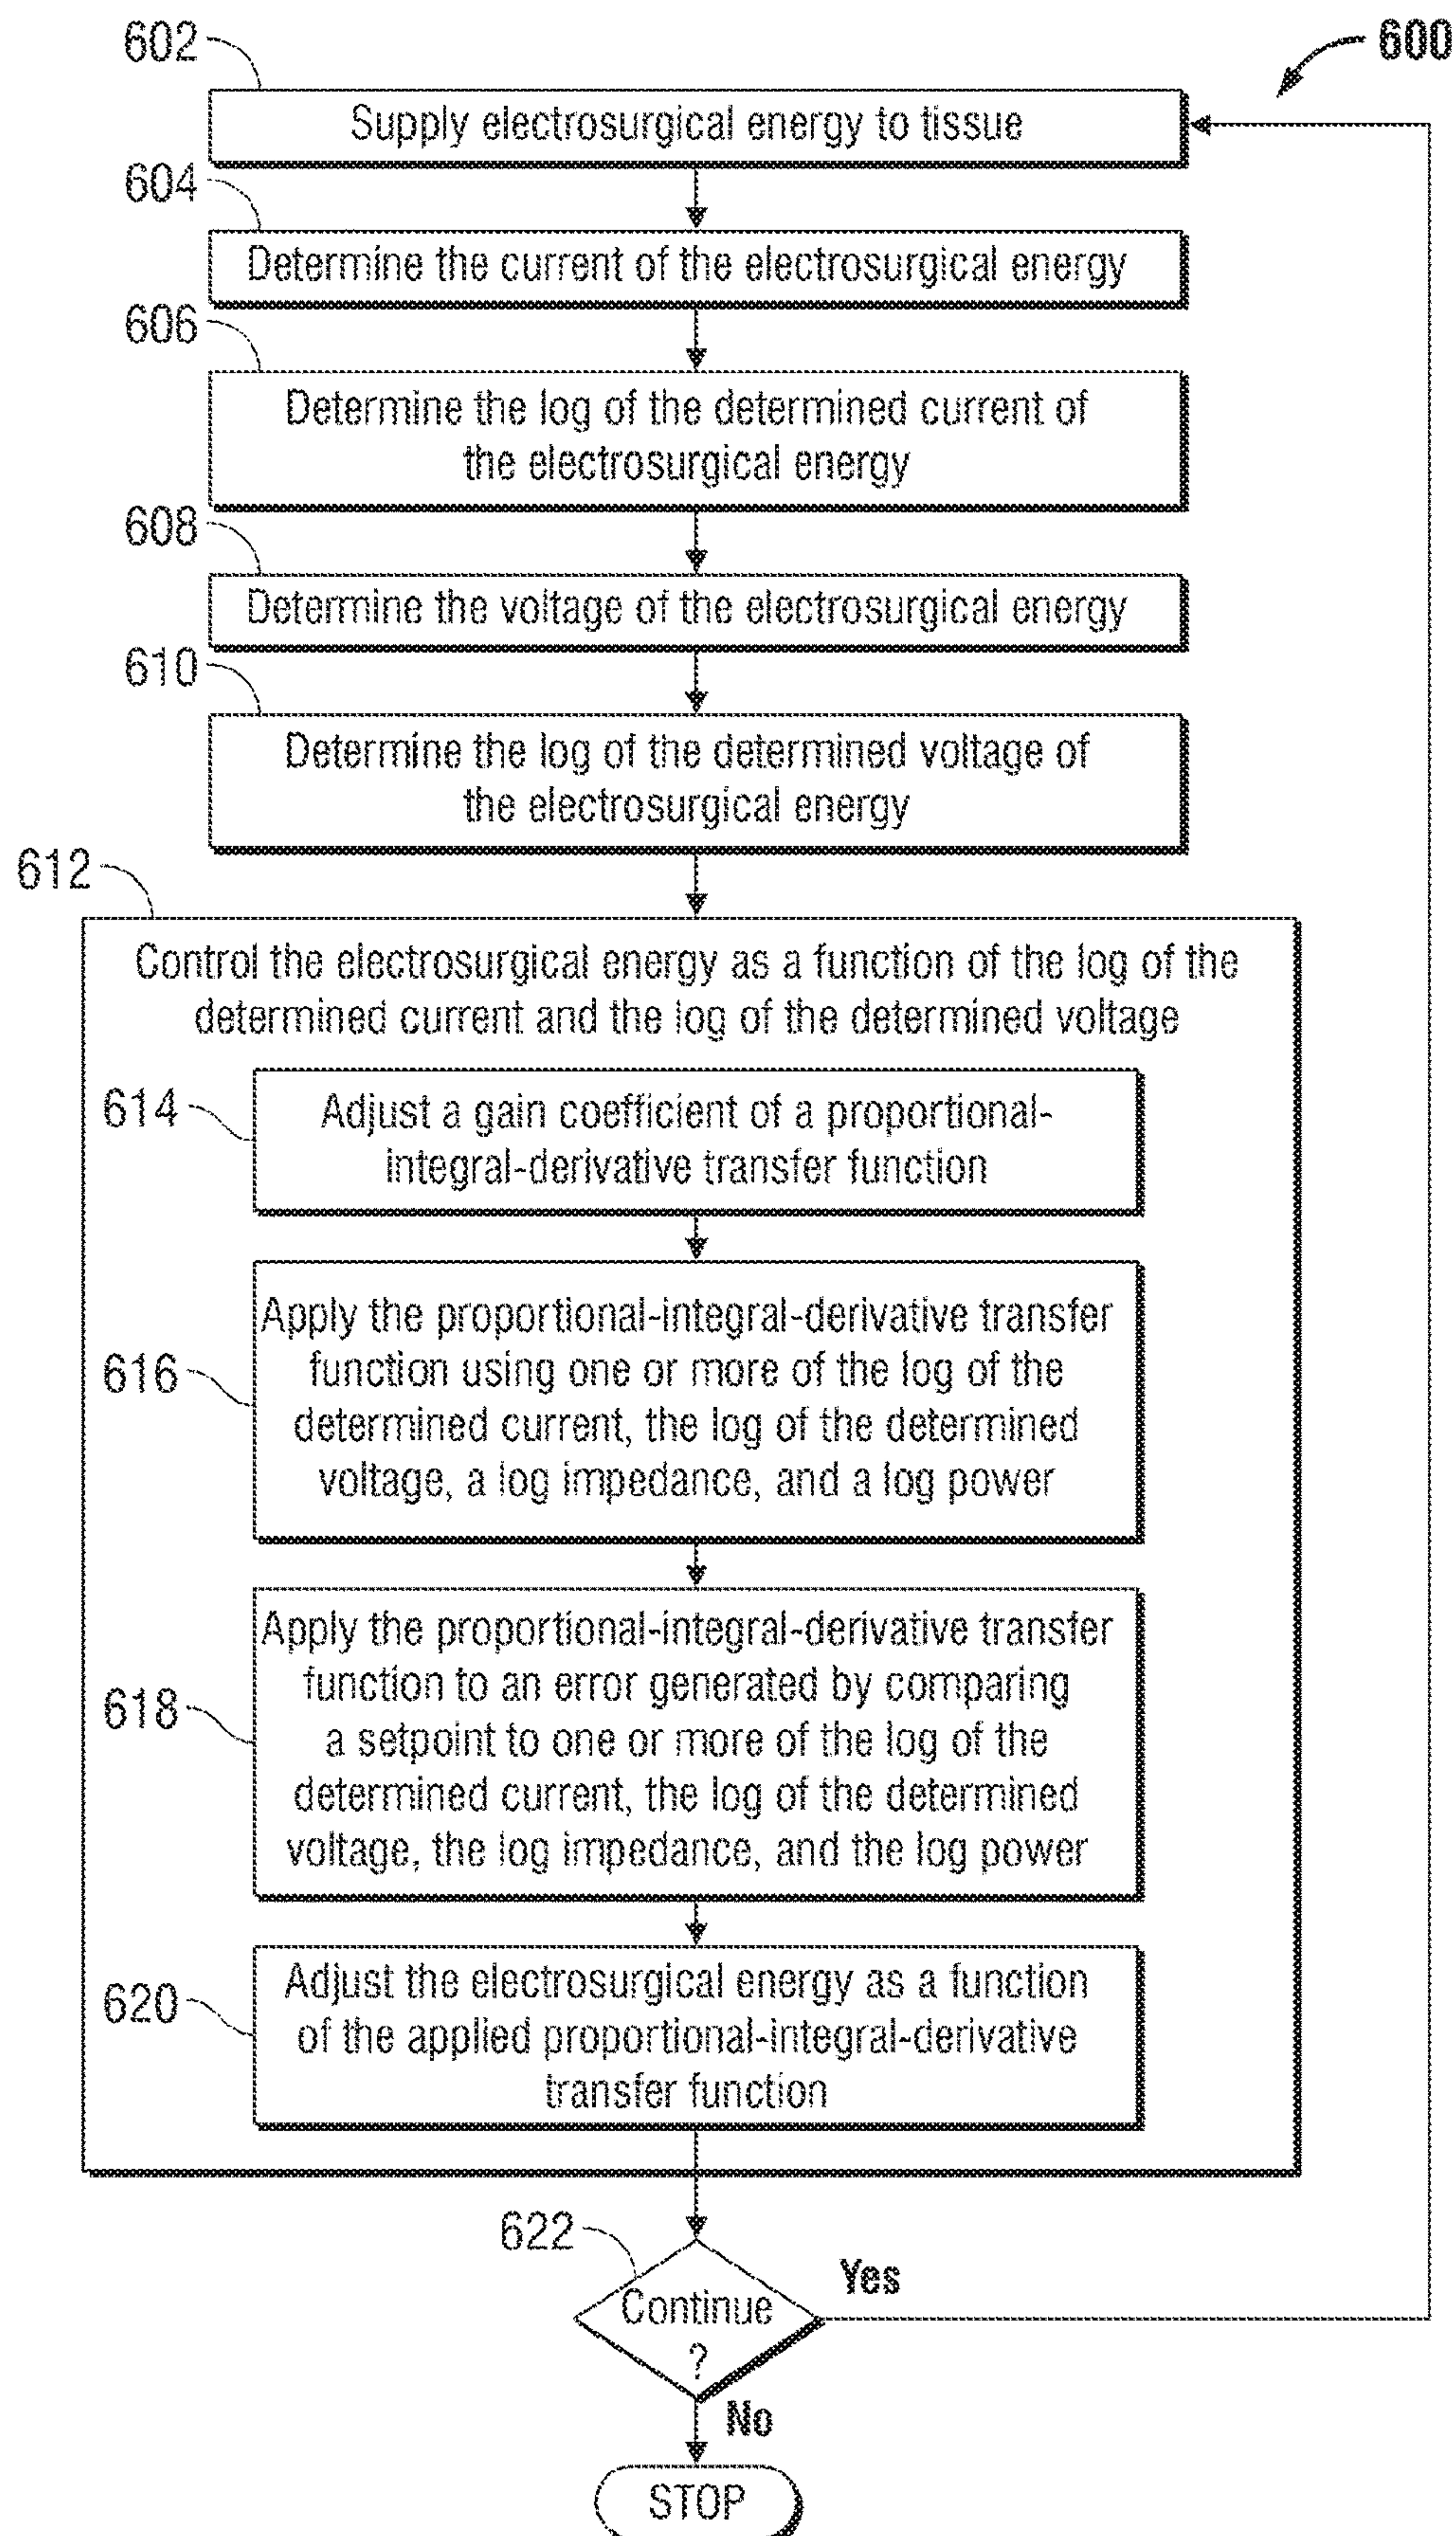 602
600
Supply electrosurgical energy to tissue
604
Determine the current of the electrosurgical energy
606
Determine the log of the determined current of
the electrosurgical energy
608
Determine the voltage of the electrosurgical energy
610
Determine the log of the determined voltage of
the electrosurgical energy
612
Control the electrosurgical energy as a function of the log of the
determined current and the log of the determined voltage
614
Adjust a gain coefficient of a proportional-
integral-derivative transfer function
616
Apply the proportional-integral-derivative transfer
function using one or more of the log of the
determined current, the log of the determined
voltage, a log impedance, and a log power
618
Apply the proportional-integral-derivative transfer
function to an error generated by comparing
a setpoint to one or more of the log of the
determined current, the log of the determined
voltage, the log impedance, and the log power
620
Adjust the electrosurgical energy as a function
of the applied proportional-integral-derivative
transfer function
622
Continue
?
Yes
No
STOP